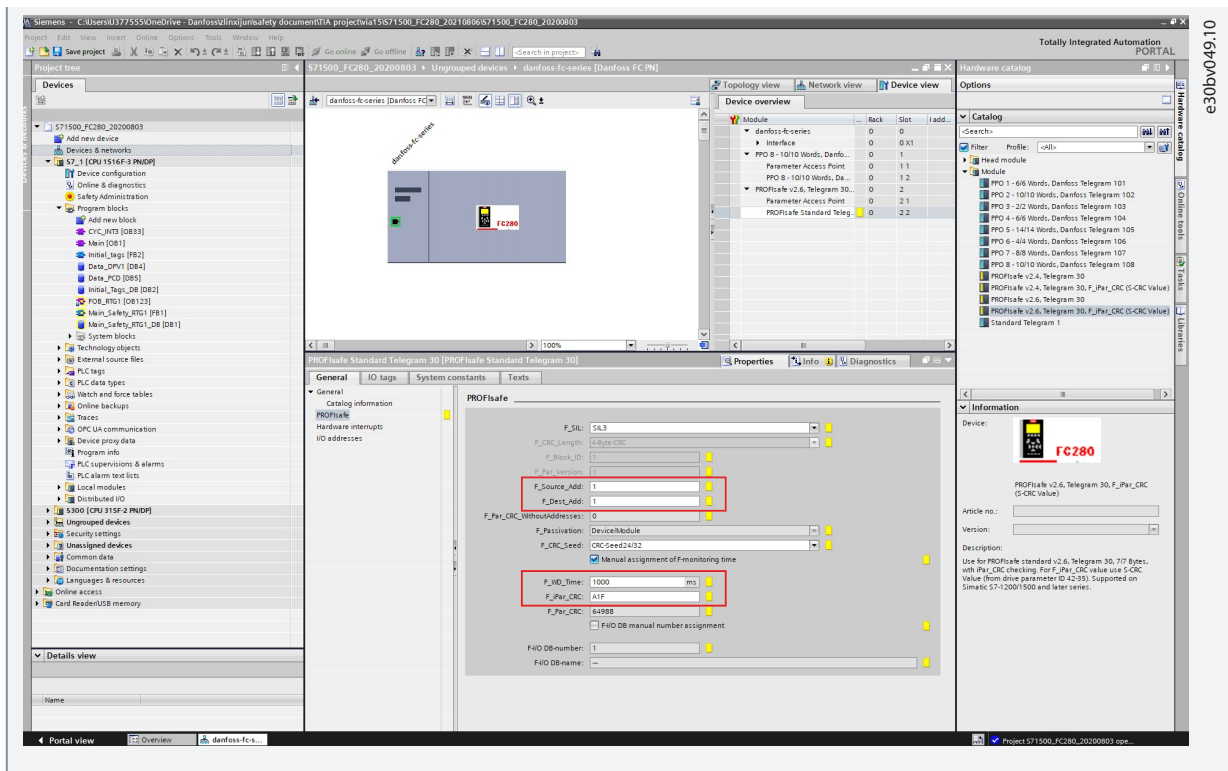 Siemens - C:\Users\U377555\OneDrive - Danfoss\zlinxijun\safety document\TIA project\via15\S71500_FC280_20210806\S71500_FC280_20200803
Project Edit View Insert Online Options Tools Window Help
Save project
Go online
Go offline
<Search in project>
Totally Integrated Automation
PORTAL
Project tree
Devices
S71500_FC280_20200803
Add new device
Devices & networks
S7_1 [CPU 1516F-3 PN/DP]
Device configuration
Online & diagnostics
Safety Administration
Program blocks
Add new block
CYC_INT3 [OB33]
Main [OB1]
Initial_tags [FB2]
Data_DPV1 [DB4]
Data_PCD [DB5]
Initial_Tags_DB [DB2]
FOB_RTG1 [OB123]
Main_Safety_RTG1 [FB1]
Main_Safety_RTG1_DB [DB1]
System blocks
Technology objects
External source files
PLC tags
PLC data types
Watch and force tables
Online backups
Traces
OPC UA communication
Device proxy data
Program info
PLC supervisions & alarms
PLC alarm text lists
Local modules
Distributed I/O
S300 [CPU 315F-2 PN/DP]
Ungrouped devices
Security settings
Unassigned devices
Common data
Documentation settings
Languages & resources
Online access
Card Reader/USB memory
Details view
Name
Devices & networks
S71500_FC280_20200803 › Ungrouped devices › danfoss-fc-series [Danfoss FC PN]
Topology view
Network view
Device view
danfoss-fc-series [Danfoss FC
danfoss-fc-series
FC280
100%
Device overview
Module ... Rack Slot I add...
danfoss-fc-series 0 0
Interface 0 0 X1
PPO 8 - 10/10 Words, Danfo... 0 1
Parameter Access Point 0 1 1
PPO 8 - 10/10 Words, Da... 0 1 2
PROFIsafe v2.6, Telegram 30... 0 2
Parameter Access Point 0 2 1
PROFIsafe Standard Teleg... 0 2 2
PROFIsafe Standard Telegram 30 [PROFIsafe Standard Telegram 30]
Properties
Info
Diagnostics
General
IO tags
System constants
Texts
General
Catalog information
PROFIsafe
Hardware interrupts
I/O addresses
PROFIsafe
F_SIL: SIL3
F_CRC_Length: 4-Byte-CRC
F_Block_ID: 1
F_Par_Version: 1
F_Source_Add: 1
F_Dest_Add: 1
F_Par_CRC_WithoutAddresses: 0
F_Passivation: Device/Module
F_CRC_Seed: CRC-Seed24/32
Manual assignment of F-monitoring time
F_WD_Time: 1000 ms
F_iPar_CRC: A1F
F_Par_CRC: 64988
F-I/O DB manual number assignment
F-I/O DB-number: 1
F-I/O DB-name: —
Hardware catalog
Options
Catalog
<Search>
Filter Profile: <All>
Head module
Module
PPO 1 - 6/6 Words, Danfoss Telegram 101
PPO 2 - 10/10 Words, Danfoss Telegram 102
PPO 3 - 2/2 Words, Danfoss Telegram 103
PPO 4 - 6/6 Words, Danfoss Telegram 104
PPO 5 - 14/14 Words, Danfoss Telegram 105
PPO 6 - 4/4 Words, Danfoss Telegram 106
PPO 7 - 8/8 Words, Danfoss Telegram 107
PPO 8 - 10/10 Words, Danfoss Telegram 108
PROFIsafe v2.4, Telegram 30
PROFIsafe v2.4, Telegram 30, F_iPar_CRC (S-CRC Value)
PROFIsafe v2.6, Telegram 30
PROFIsafe v2.6, Telegram 30, F_iPar_CRC (S-CRC Value)
Standard Telegram 1
Information
Device:
FC280
PROFIsafe v2.6, Telegram 30, F_iPar_CRC
(S-CRC Value)
Article no.:
Version:
Description:
Use for PROFIsafe standard v2.6, Telegram 30, 7/7 Bytes,
wth iPar_CRC checking. For F_iPar_CRC value use S-CRC
Value (from drive parameter ID 42-35). Supported on
Simatic S7-1200/1500 and later series.
Hardware catalog
Online tools
Tasks
Libraries
Portal view
Overview
danfoss-fc-s...
Project S71500_FC280_20200803 ope...
e30bv049.10